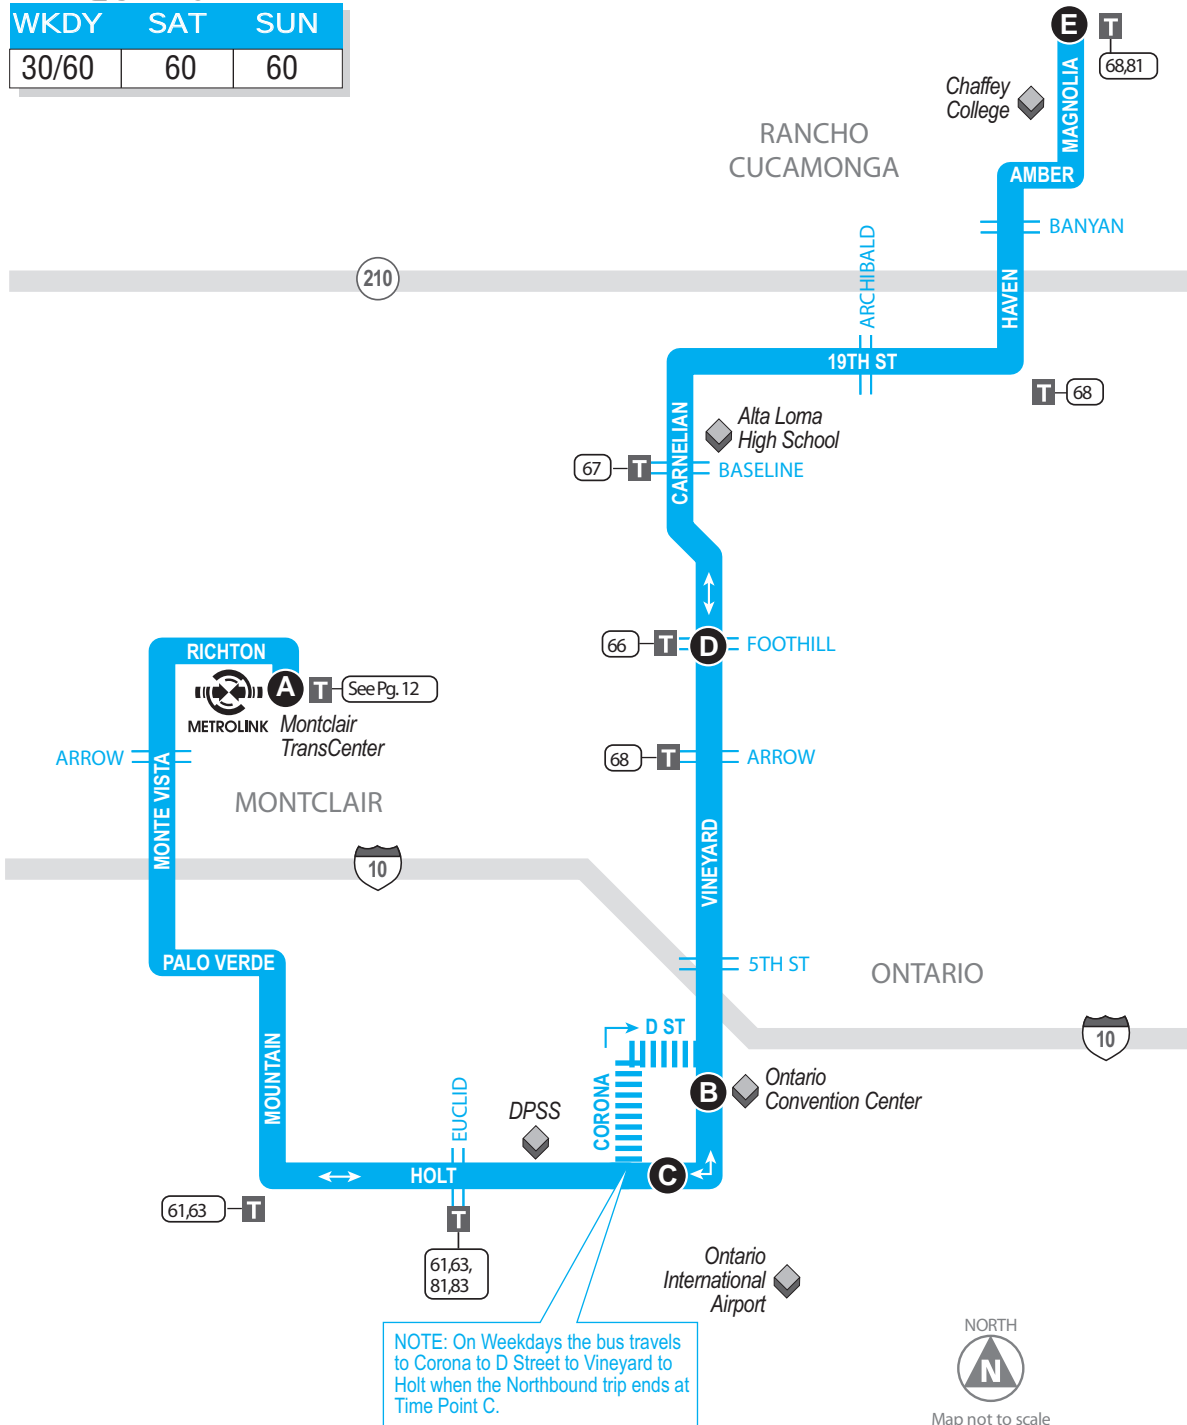 WKDY SAT SUN
30/60 60 60
E T
68,81
Chaffey
College
MAGNOLIA
RANCHO
CUCAMONGA
AMBER
BANYAN
ARCHIBALD
210
HAVEN
19TH ST
T 68
CARNELIAN
Alta Loma
High School
67 T
BASELINE
66 T D FOOTHILL
RICHTON
A T See Pg. 12
METROLINK
Montclair
TransCenter
ARROW
68 T ARROW
MONTE VISTA
MONTCLAIR
10
VINEYARD
PALO VERDE
5TH ST
ONTARIO
D ST
10
MOUNTAIN
EUCLID
CORONA
B
Ontario
Convention Center
DPSS
HOLT
C
61,63 T
T
61,63,
81,83
Ontario
International
Airport
NOTE: On Weekdays the bus travels
to Corona to D Street to Vineyard to
Holt when the Northbound trip ends at
Time Point C.
NORTH
N
Map not to scale